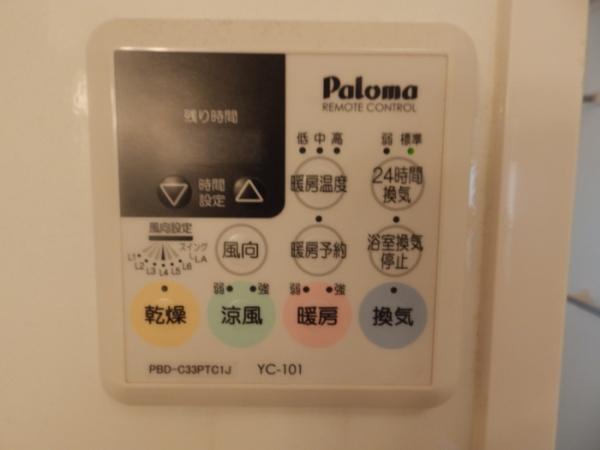 Paloma
REMOTE CONTROL
残り時間
時間
設定
低 中 高
暖房温度
弱 標準
24時間
換気
風向設定
スイング
L1 L2 L3 L4 L5 L6 LA
風向
暖房予約
浴室換気
停止
乾燥
弱 強
涼風
弱 強
暖房
換気
PBD-C33PTC1J YC-101